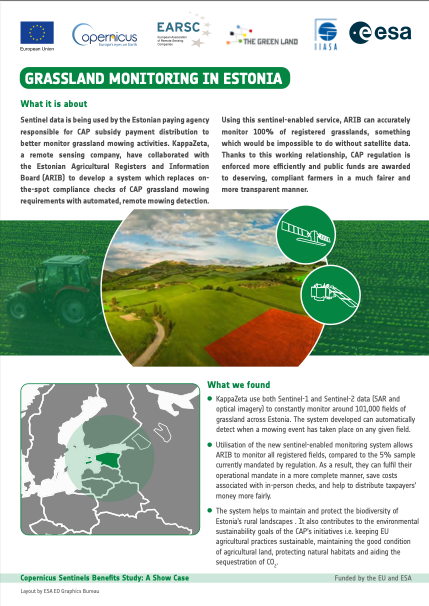 European Union
Copernicus
Europe's eyes on Earth
EARSC
European Association
of Remote Sensing
Companies
THE GREEN LAND
IIASA
esa
GRASSLAND MONITORING IN ESTONIA
What it is about
Sentinel data is being used by the Estonian paying agency
responsible for CAP subsidy payment distribution to
better monitor grassland mowing activities. KappaZeta,
a remote sensing company, have collaborated with
the Estonian Agricultural Registers and Information
Board (ARIB) to develop a system which replaces on-
the-spot compliance checks of CAP grassland mowing
requirements with automated, remote mowing detection.
Using this sentinel-enabled service, ARIB can accurately
monitor 100% of registered grasslands, something
which would be impossible to do without satellite data.
Thanks to this working relationship, CAP regulation is
enforced more efficiently and public funds are awarded
to deserving, compliant farmers in a much fairer and
more transparent manner.
What we found
KappaZeta use both Sentinel-1 and Sentinel-2 data (SAR and
optical imagery) to constantly monitor around 101,000 fields of
grassland across Estonia. The system developed can automatically
detect when a mowing event has taken place on any given field.
Utilisation of the new sentinel-enabled monitoring system allows
ARIB to monitor all registered fields, compared to the 5% sample
currently mandated by regulation. As a result, they can fulfil their
operational mandate in a more complete manner, save costs
associated with in-person checks, and help to distribute taxpayers'
money more fairly.
The system helps to maintain and protect the biodiversity of
Estonia's rural landscapes . It also contributes to the environmental
sustainability goals of the CAP's initiatives i.e. keeping EU
agricultural practices sustainable, maintaining the good condition
of agricultural land, protecting natural habitats and aiding the
sequestration of CO2.
Copernicus Sentinels Benefits Study: A Show Case
Funded by the EU and ESA
Layout by ESA EO Graphics Bureau